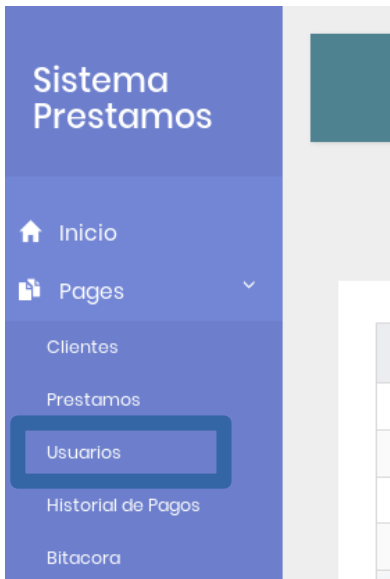 Sistema
Prestamos
Inicio
Pages
Clientes
Prestamos
Usuarios
Historial de Pagos
Bitacora